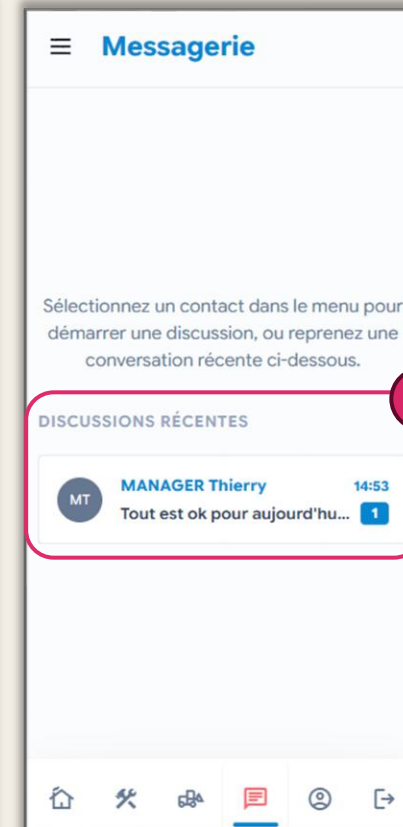 Messagerie
Sélectionnez un contact dans le menu pour
démarrer une discussion, ou reprenez une
conversation récente ci-dessous.
DISCUSSIONS RÉCENTES
MT
MANAGER Thierry
14:53
Tout est ok pour aujourd'hu...
1